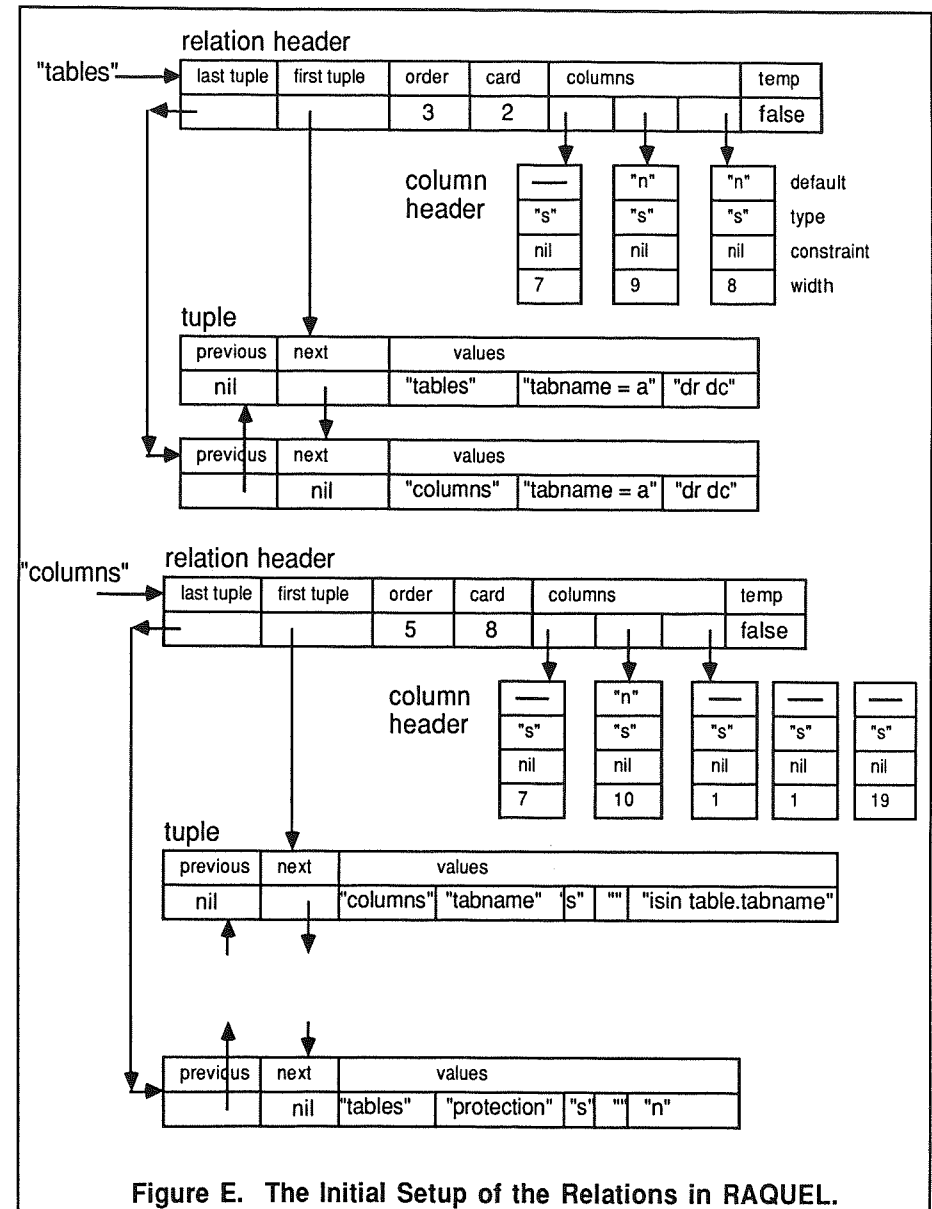 relation header
"tables"
last tuple first tuple order card columns temp
3 2 false
column header
— "n" "n" default
"s" "s" "s" type
nil nil nil constraint
7 9 8 width
tuple
previous next values
nil "tables" "tabname = a" "dr dc"
previous next values
nil "columns" "tabname = a" "dr dc"
relation header
"columns"
last tuple first tuple order card columns temp
5 8 false
column header
— "n" — — —
"s" "s" "s" "s" "s"
nil nil nil nil nil
7 10 1 1 19
tuple
previous next values
nil "columns" "tabname" "s" "" "isin table.tabname"
previous next values
nil "tables" "protection" "s" "" "n"
Figure E. The Initial Setup of the Relations in RAQUEL.